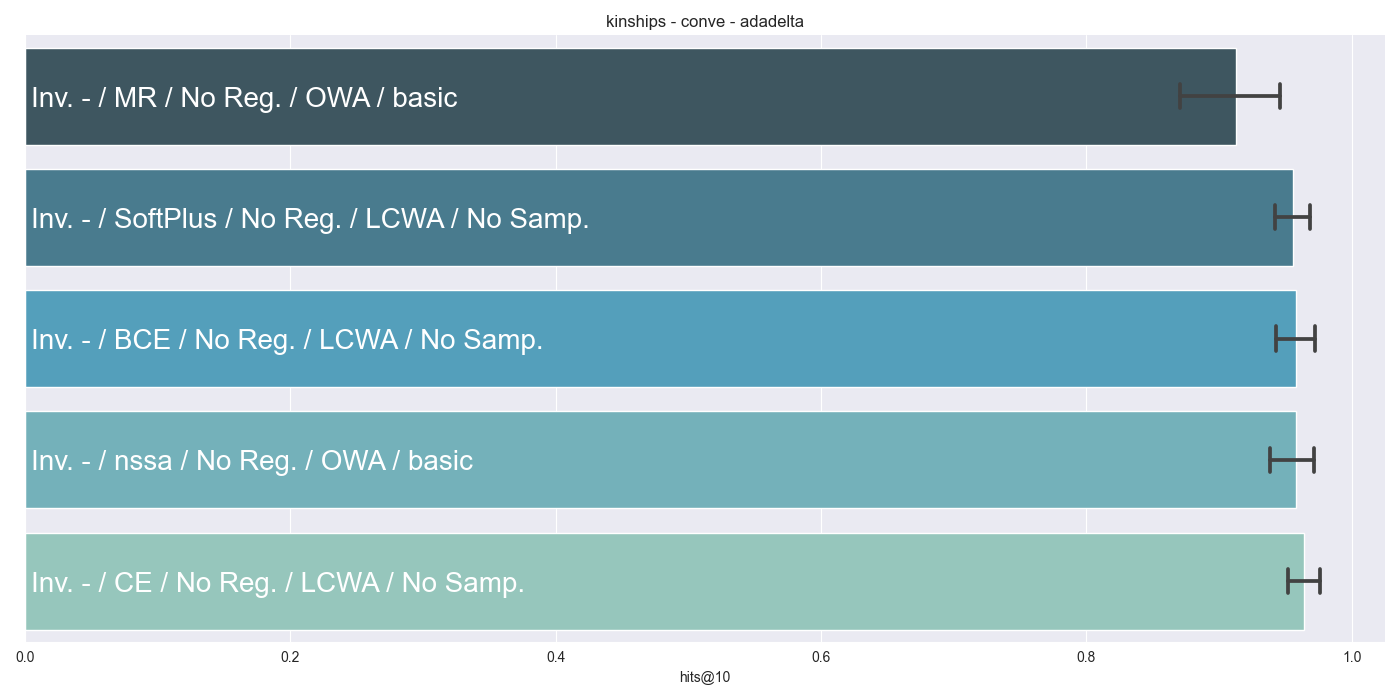 kinships - conve - adadelta
Inv. - / MR / No Reg. / OWA / basic
Inv. - / SoftPlus / No Reg. / LCWA / No Samp.
Inv. - / BCE / No Reg. / LCWA / No Samp.
Inv. - / nssa / No Reg. / OWA / basic
Inv. - / CE / No Reg. / LCWA / No Samp.
0.0 0.2 0.4 0.6 0.8 1.0
hits@10